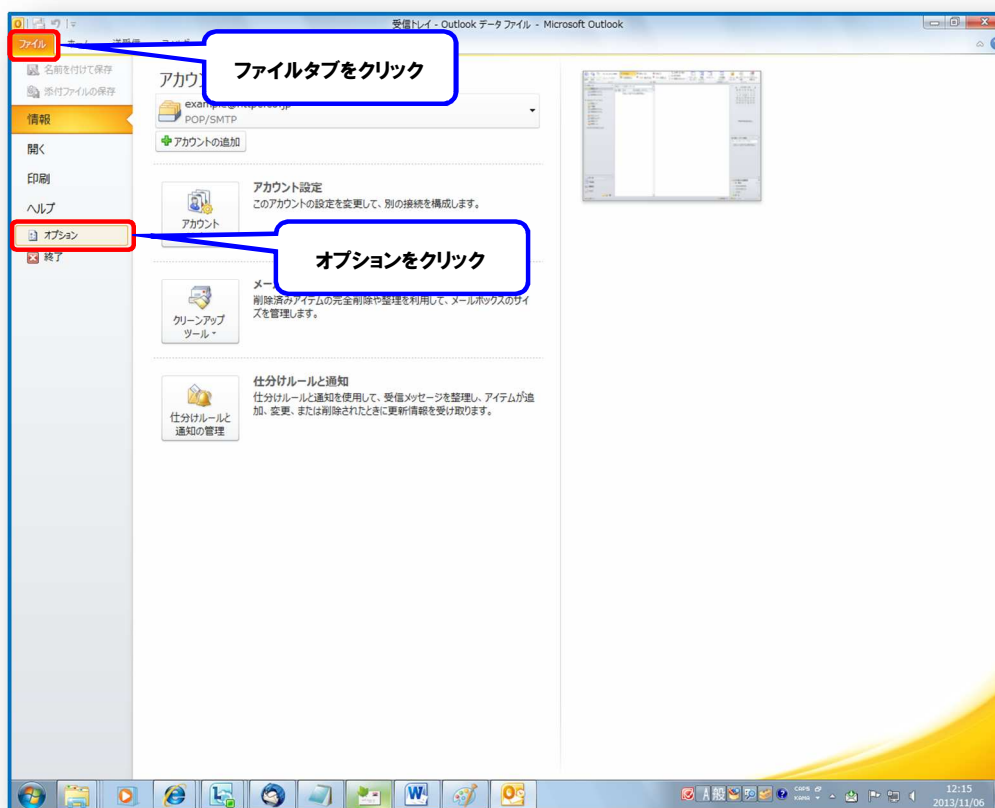 受信トレイ - Outlook データ ファイル - Microsoft Outlook
ファイル
ファイルタブをクリック
名前を付けて保存
添付ファイルの保存
情報
開く
印刷
ヘルプ
オプション
終了
POP/SMTP
アカウントの追加
アカウント設定
このアカウントの設定を変更して、別の接続を構成します。
アカウント
オプションをクリック
削除済みアイテムの完全削除や整理を利用して、メールボックスのサイ
ズを管理します。
クリーンアップ
ツール
仕分けルールと通知
仕分けルールと通知を使用して、受信メッセージを整理し、アイテムが追
加、変更、または削除されたときに更新情報を受け取ります。
仕分けルールと
通知の管理
A 般
CAPS
KANA
12:15
2013/11/06